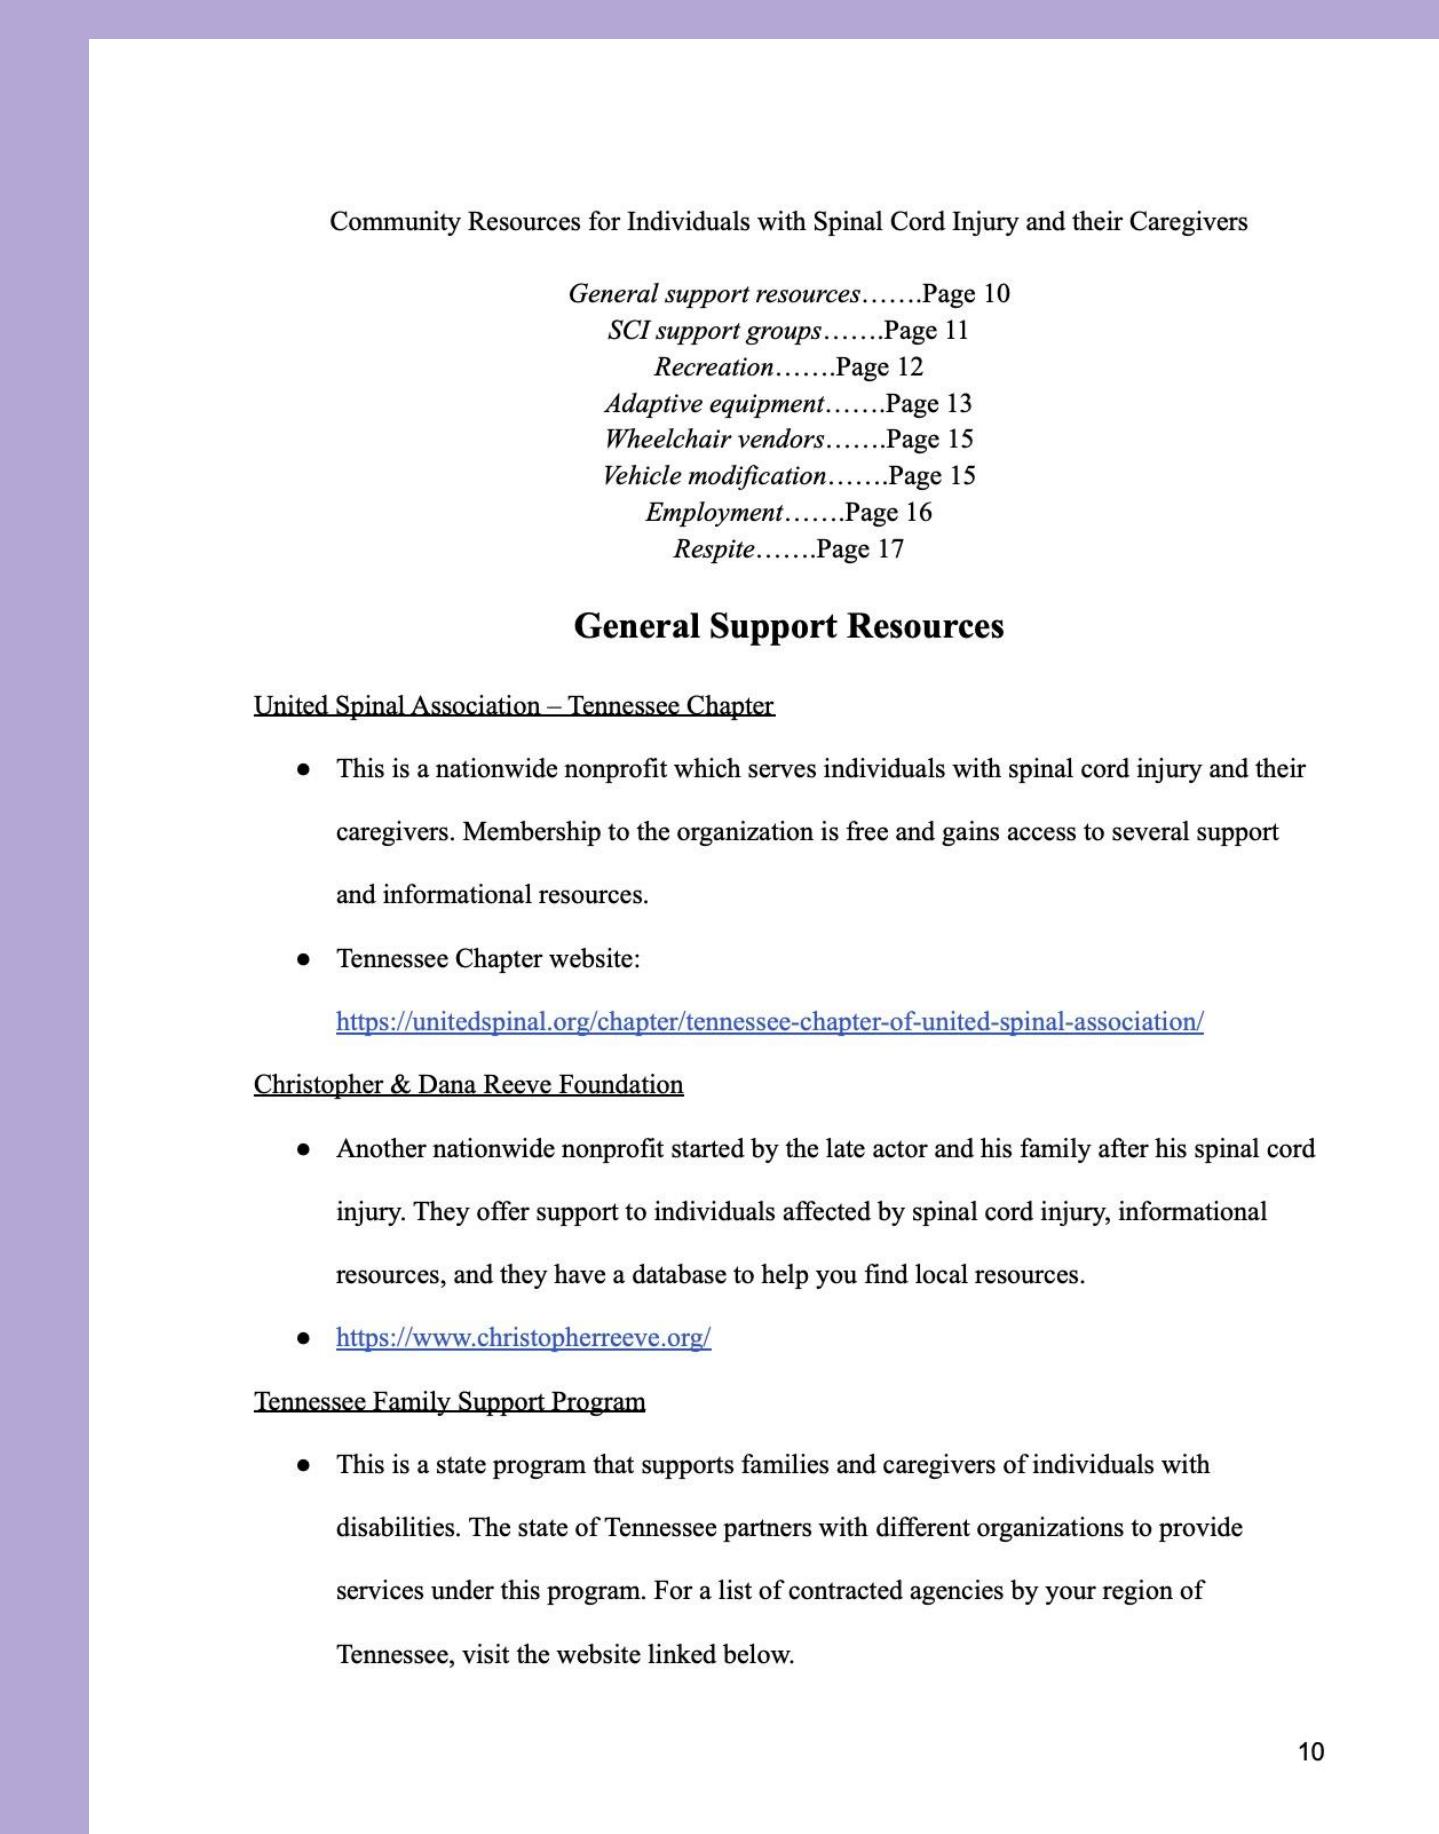 Community Resources for Individuals with Spinal Cord Injury and their Caregivers
General support resources…….Page 10
SCI support groups…….Page 11
Recreation…….Page 12
Adaptive equipment…….Page 13
Wheelchair vendors…….Page 15
Vehicle modification…….Page 15
Employment…….Page 16
Respite…….Page 17
General Support Resources
United Spinal Association – Tennessee Chapter
● This is a nationwide nonprofit which serves individuals with spinal cord injury and their
caregivers. Membership to the organization is free and gains access to several support
and informational resources.
● Tennessee Chapter website:
https://unitedspinal.org/chapter/tennessee-chapter-of-united-spinal-association/
Christopher & Dana Reeve Foundation
● Another nationwide nonprofit started by the late actor and his family after his spinal cord
injury. They offer support to individuals affected by spinal cord injury, informational
resources, and they have a database to help you find local resources.
● https://www.christopherreeve.org/
Tennessee Family Support Program
● This is a state program that supports families and caregivers of individuals with
disabilities. The state of Tennessee partners with different organizations to provide
services under this program. For a list of contracted agencies by your region of
Tennessee, visit the website linked below.
10